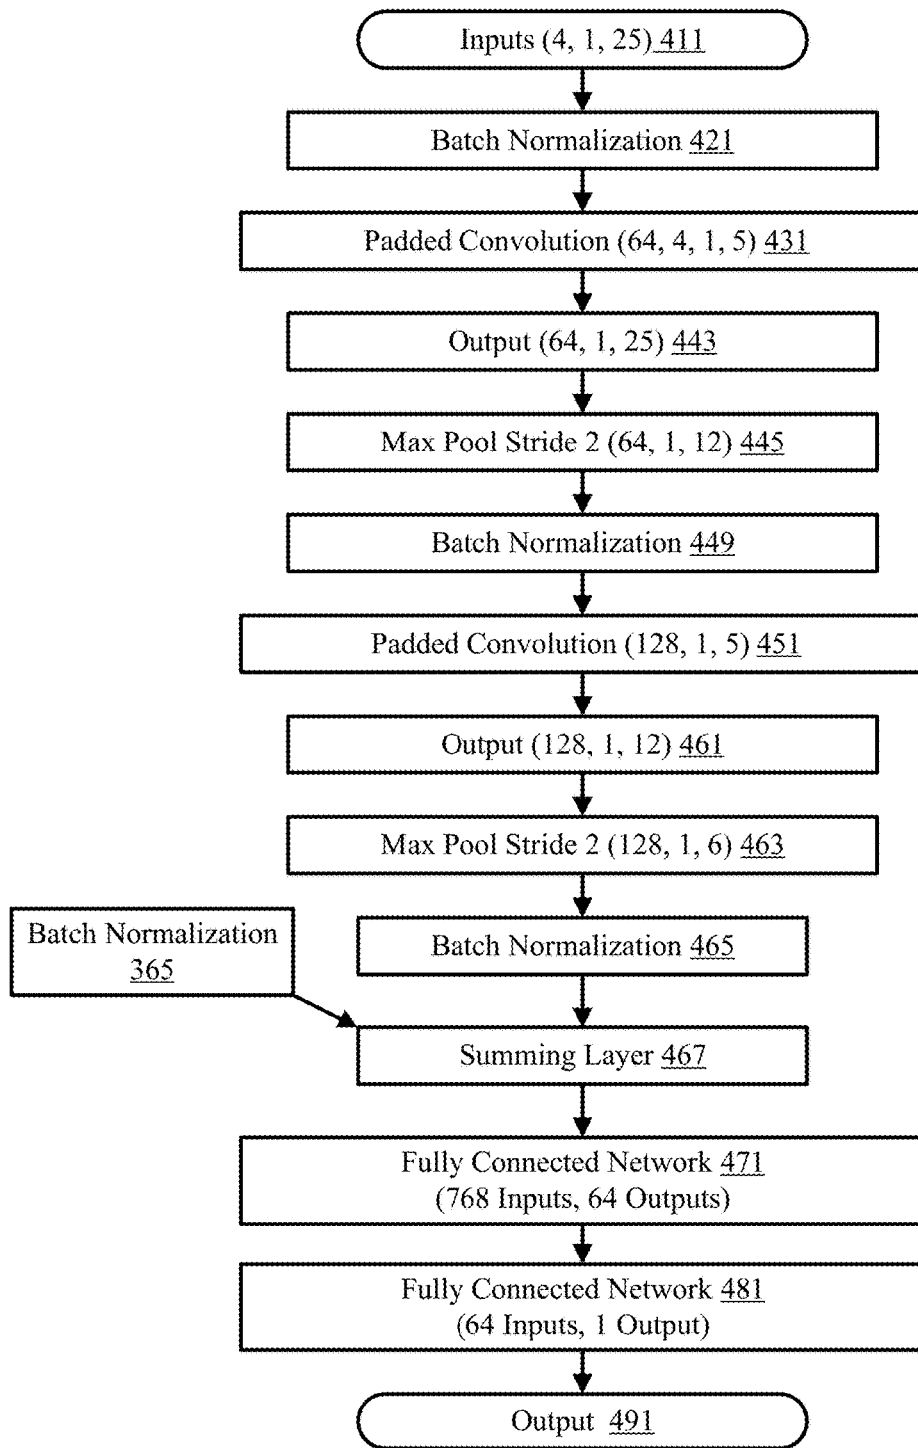 Inputs (4, 1, 25) 411
Batch Normalization 421
Padded Convolution (64, 4, 1, 5) 431
Output (64, 1, 25) 443
Max Pool Stride 2 (64, 1, 12) 445
Batch Normalization 449
Padded Convolution (128, 1, 5) 451
Output (128, 1, 12) 461
Max Pool Stride 2 (128, 1, 6) 463
Batch Normalization
365
Batch Normalization 465
Summing Layer 467
Fully Connected Network 471
(768 Inputs, 64 Outputs)
Fully Connected Network 481
(64 Inputs, 1 Output)
Output 491